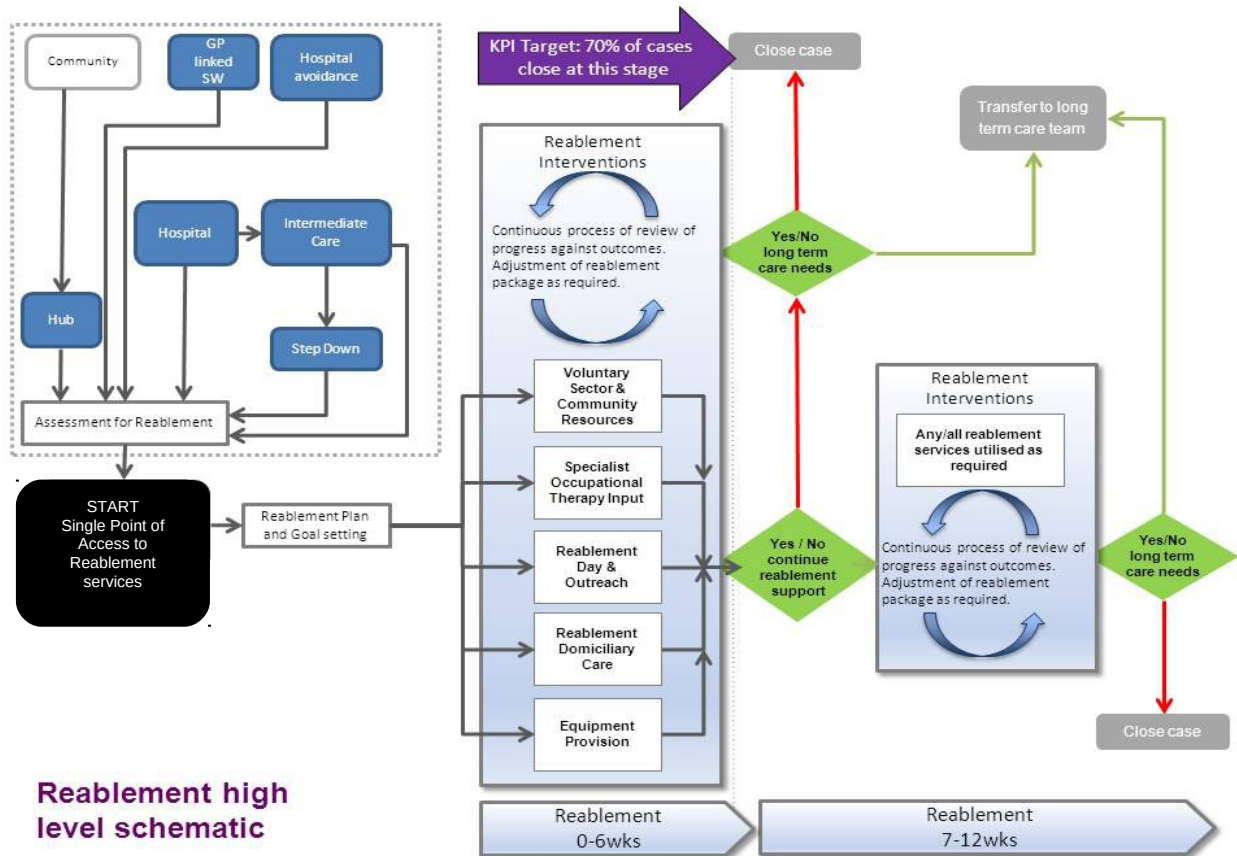 Community
GP
linked
SW
Hospital
avoidance
Hospital
Intermediate
Care
Hub
Step Down
Assessment for Reablement
START
Single Point of
Access to
Reablement
services
Reablement Plan
and Goal setting
KPI Target: 70% of cases
close at this stage
Close case
Transfer to long
term care team
Reablement
Interventions
Continuous process of review of
progress against outcomes.
Adjustment of reablement
package as required.
Voluntary
Sector &
Community
Resources
Specialist
Occupational
Therapy Input
Reablement
Day &
Outreach
Reablement
Domiciliary
Care
Equipment
Provision
Yes/No
long term
care needs
Yes / No
continue
reablement
support
Reablement
Interventions
Any/all reablement
services utilised as
required
Continuous process of review of
progress against outcomes.
Adjustment of reablement
package as required.
Yes/No
long term
care needs
Close case
Reablement high
level schematic
Reablement
0-6wks
Reablement
7-12wks